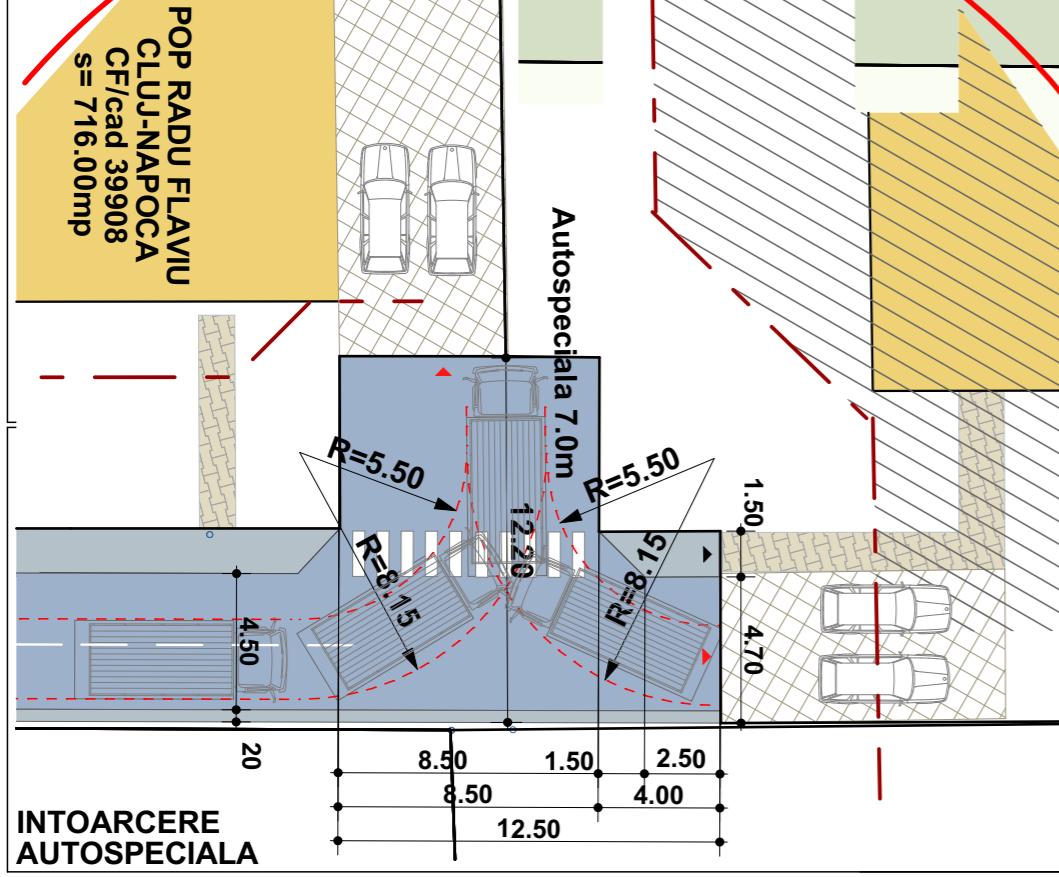 POP RADU FLAVIU
CLUJ-NAPOCA
CF/cad 39908
s= 716.00mp
Autospeciala 7.0m
R=5.50
R=5.50
12.20
R=8.15
R=8.15
1.50
4.50
4.70
20
8.50
1.50
2.50
8.50
4.00
12.50
INTOARCERE
AUTOSPECIALA